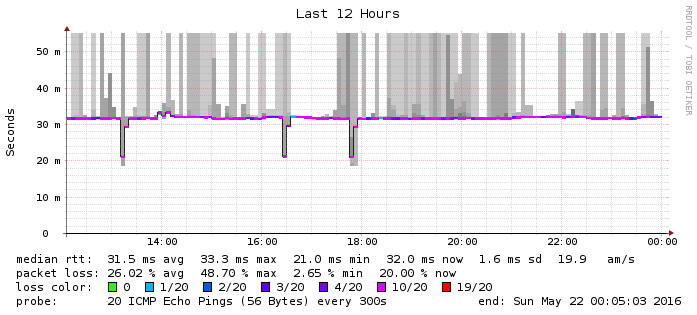 Last 12 Hours
RRDTOOL / TOBI OETIKER
Seconds
50 m
40 m
30 m
20 m
10 m
0
14:00 16:00 18:00 20:00 22:00 00:00
median rtt: 31.5 ms avg 33.3 ms max 21.0 ms min 32.0 ms now 1.6 ms sd 19.9 am/s
packet loss: 26.02 % avg 48.70 % max 2.65 % min 20.00 % now
loss color: 0 1/20 2/20 3/20 4/20 10/20 19/20
probe: 20 ICMP Echo Pings (56 Bytes) every 300s end: Sun May 22 00:05:03 2016